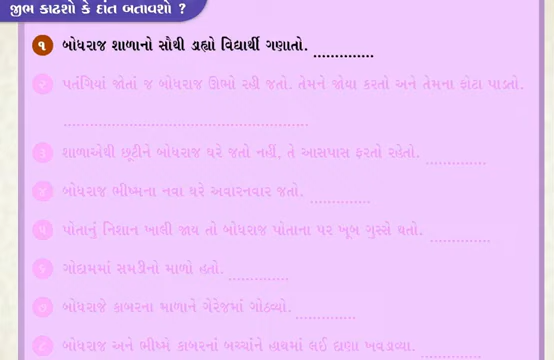 જીભ કાઢશો કે દાંત બતાવશો ?
૧ બોધરાજ શાળાનો સૌથી ડાહ્યો વિદ્યાર્થી ગણાતો. ..............
૨ પતંગિયાં જોતાં જ બોધરાજ ઊભો રહી જતો. તેમને જોયા કરતો અને તેમના ફોટા પાડતો.
..................................................
૩ શાળાએથી છૂટીને બોધરાજ ઘરે જતો નહીં, તે આસપાસ ફરતો રહેતો. ..............
૪ બોધરાજ ભીષ્મના નવા ઘરે અવારનવાર જતો. ..............
૫ પોતાનું નિશાન ખાલી જાય તો બોધરાજ પોતાના પર ખૂબ ગુસ્સે થતો. ..............
૬ ગોદામમાં સમડીનો માળો હતો. ..............
૭ બોધરાજે કાબરના માળાને ગેરેજમાં ગોઠવ્યો. ..............
૮ બોધરાજ અને ભીષ્મે કાબરનાં બચ્ચાંને હાથમાં લઈ દાણા ખવડાવ્યા. ..............